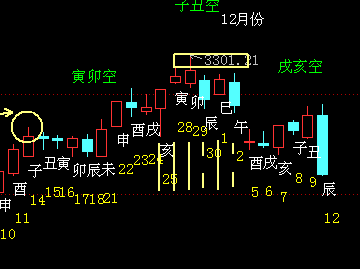 子丑空
12月份
3301.21
寅卯空
戌亥空
寅 卯 辰 巳 午
申 酉 戌 亥
申 酉 子 丑 寅 卯 辰 未
酉 戌 亥 子 丑 辰
10 11 14 15 16 17 18 21 22 23 24 25 28 29 30 1 2 5 6 7 8 9 12